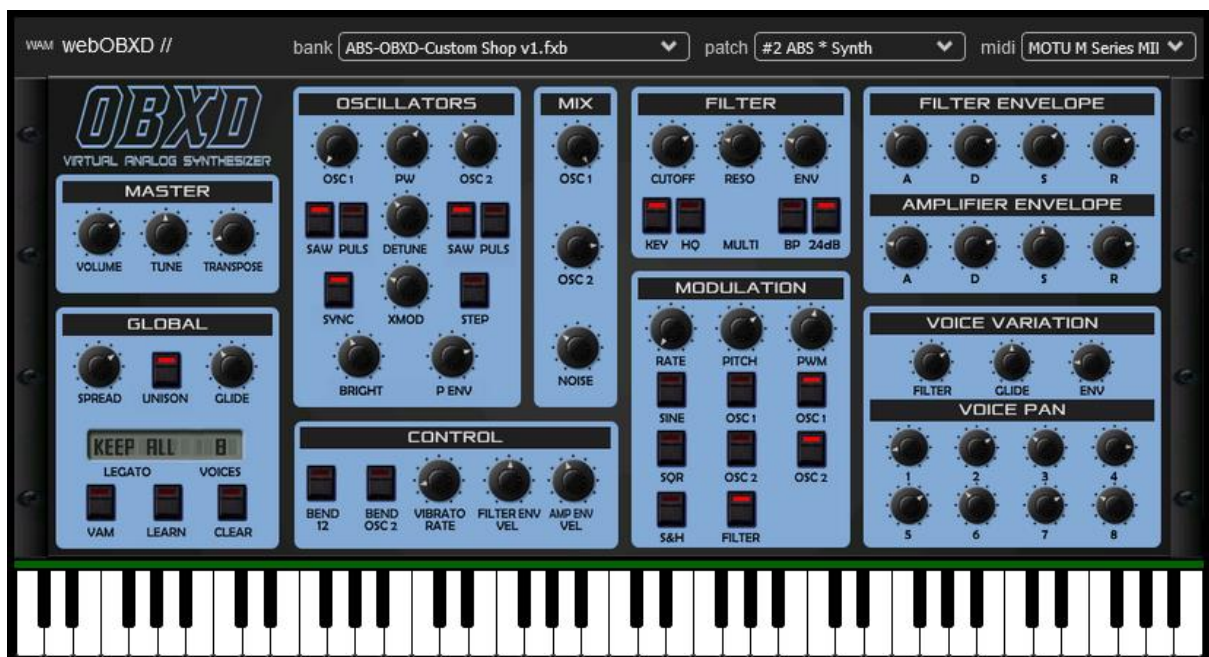 WAM webOBXD // bank ABS-OBXD-Custom Shop v1.fxb patch #2 ABS * Synth midi MOTU M Series MII
OBXD
VIRTUAL ANALOG SYNTHESIZER
MASTER
VOLUME TUNE TRANSPOSE
GLOBAL
SPREAD UNISON GLIDE
KEEP ALL 8
LEGATO VOICES
VAM LEARN CLEAR
OSCILLATORS
OSC 1 PW OSC 2
SAW PULS DETUNE SAW PULS
SYNC XMOD STEP
BRIGHT P ENV
MIX
OSC 1
OSC 2
NOISE
CONTROL
BEND 12 BEND OSC 2 VIBRATO RATE FILTER ENV VEL AMP ENV VEL
FILTER
CUTOFF RESO ENV
KEY HQ MULTI BP 24dB
MODULATION
RATE PITCH PWM
SINE OSC 1 OSC 1
SQR OSC 2 OSC 2
S&H FILTER
FILTER ENVELOPE
A D S R
AMPLIFIER ENVELOPE
A D S R
VOICE VARIATION
FILTER GLIDE ENV
VOICE PAN
1 2 3 4
5 6 7 8